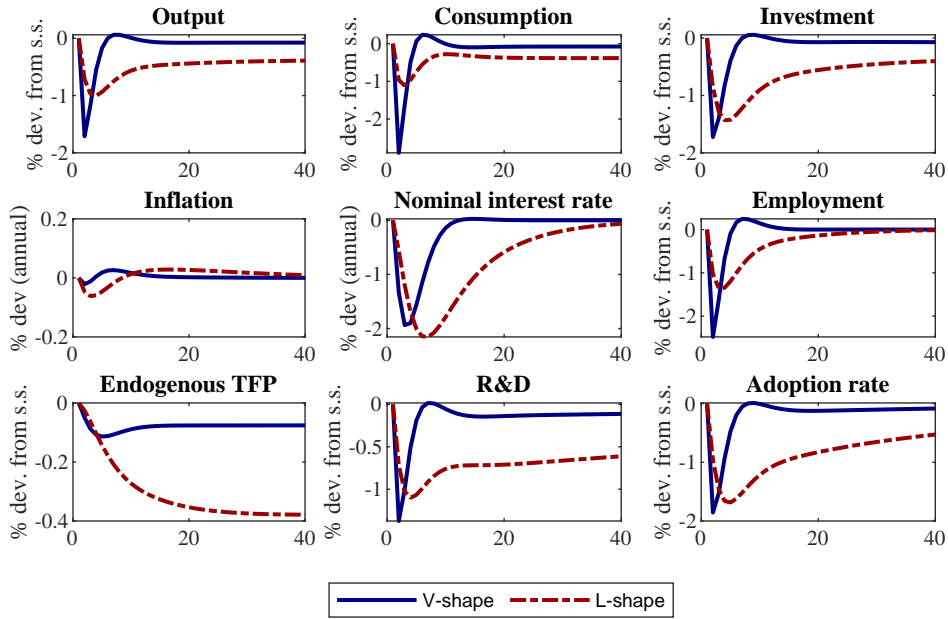 Output
Consumption
Investment
% dev. from s.s.
0
-1
-2
0
20
40
% dev. from s.s.
0
-2
0
20
40
% dev. from s.s.
0
-1
-2
0
20
40
Inflation
Nominal interest rate
Employment
% dev (annual)
0.2
0
-0.2
0
20
40
% dev (annual)
0
-1
-2
0
20
40
% dev. from s.s.
0
-1
-2
0
20
40
Endogenous TFP
R&D
Adoption rate
% dev. from s.s.
0
-0.2
-0.4
0
20
40
% dev. from s.s.
0
-0.5
-1
0
20
40
% dev. from s.s.
0
-1
-2
0
20
40
V-shape
L-shape